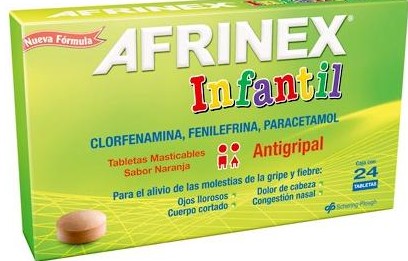 Nueva Fórmula
AFRINEX®
Infantil
CLORFENAMINA, FENILEFRINA, PARACETAMOL
Tabletas Masticables
Sabor Naranja
Antigripal
Caja con
24
TABLETAS
Para el alivio de las molestias de la gripe y fiebre:
Ojos llorosos
Dolor de cabeza
Cuerpo cortado
Congestión nasal
Schering-Plough